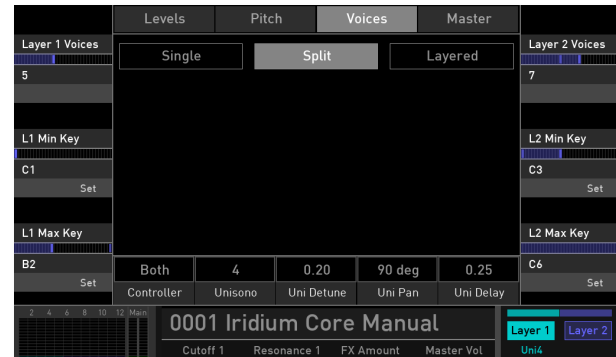 Levels Pitch Voices Master
Layer 1 Voices Single Split Layered Layer 2 Voices
5 7
L1 Min Key L2 Min Key
C1 C3
Set Set
L1 Max Key L2 Max Key
B2 Both 4 0.20 90 deg 0.25 C6
Set Controller Unisono Uni Detune Uni Pan Uni Delay Set
2 4 6 8 10 12 Main
0001 Iridium Core Manual Layer 1 Layer 2
Cutoff 1 Resonance 1 FX Amount Master Vol Uni4